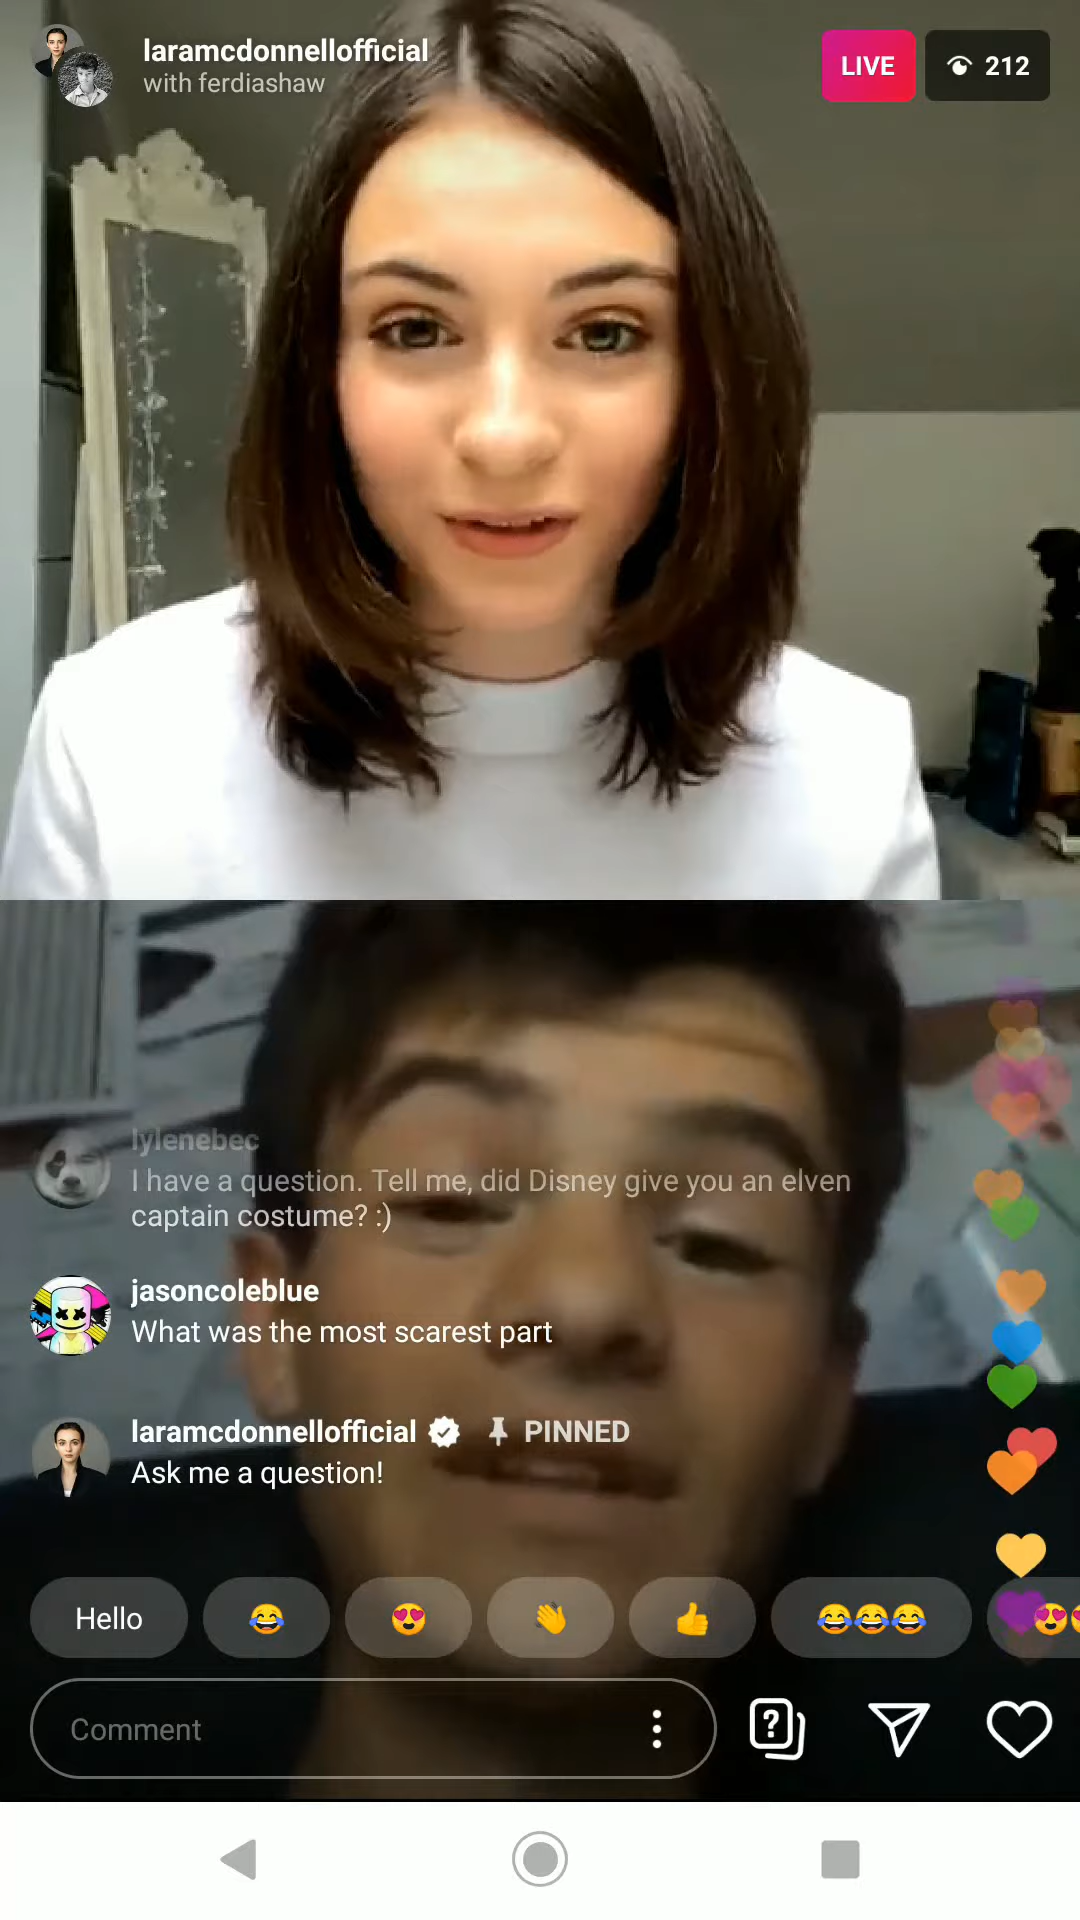 laramcdonnellofficial
with ferdiashaw
LIVE
212
lylenebec
I have a question. Tell me, did Disney give you an elven
captain costume? :)
jasoncoleblue
What was the most scarest part
laramcdonnellofficial PINNED
Ask me a question!
Hello 😂 😍 👋 👍 😂😂😂
Comment
?